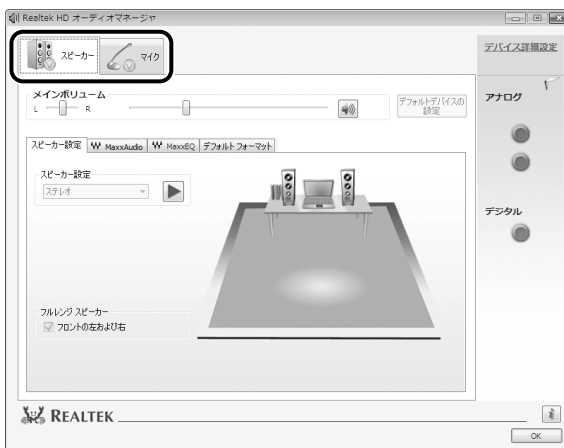 Realtek HD オーディオマネージャ
スピーカー
マイク
デバイス詳細設定
メインボリューム
L
R
デフォルトデバイスの
設定
アナログ
スピーカー設定
MaxxAudio
MaxxEQ
デフォルトフォーマット
スピーカー設定
ステレオ
デジタル
フルレンジ スピーカー
フロントの左および右
REALTEK
i
OK